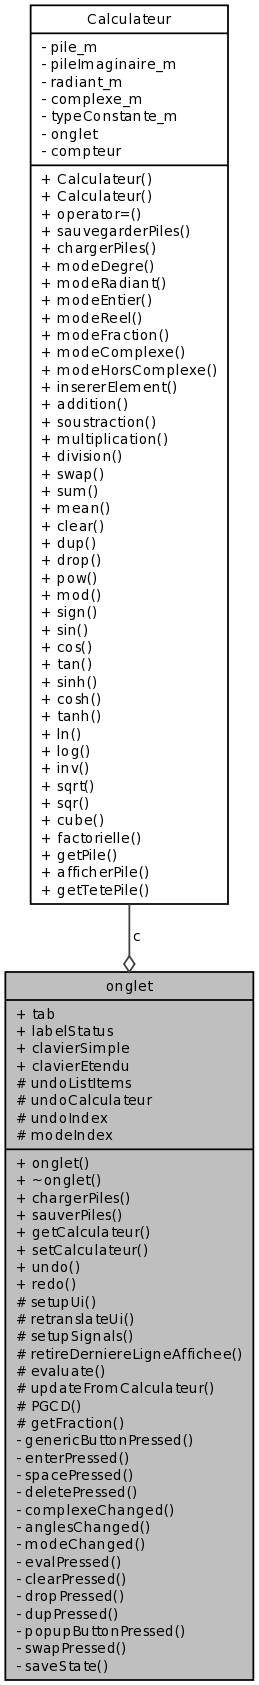 Calculateur
- pile_m
- pileImaginaire_m
- radiant_m
- complexe_m
- typeConstante_m
- onglet
- compteur
+ Calculateur()
+ Calculateur()
+ operator=()
+ sauvegarderPiles()
+ chargerPiles()
+ modeDegre()
+ modeRadiant()
+ modeEntier()
+ modeReel()
+ modeFraction()
+ modeComplexe()
+ modeHorsComplexe()
+ insererElement()
+ addition()
+ soustraction()
+ multiplication()
+ division()
+ swap()
+ sum()
+ mean()
+ clear()
+ dup()
+ drop()
+ pow()
+ mod()
+ sign()
+ sin()
+ cos()
+ tan()
+ sinh()
+ cosh()
+ tanh()
+ ln()
+ log()
+ inv()
+ sqrt()
+ sqr()
+ cube()
+ factorielle()
+ getPile()
+ afficherPile()
+ getTetePile()
c
onglet
+ tab
+ labelStatus
+ clavierSimple
+ clavierEtendu
# undoListItems
# undoCalculateur
# undoIndex
# modeIndex
+ onglet()
+ ~onglet()
+ chargerPiles()
+ sauverPiles()
+ getCalculateur()
+ setCalculateur()
+ undo()
+ redo()
# setupUi()
# retranslateUi()
# setupSignals()
# retireDerniereLigneAffichee()
# evaluate()
# updateFromCalculateur()
# PGCD()
# getFraction()
- genericButtonPressed()
- enterPressed()
- spacePressed()
- deletePressed()
- complexeChanged()
- anglesChanged()
- modeChanged()
- evalPressed()
- clearPressed()
- dropPressed()
- dupPressed()
- popupButtonPressed()
- swapPressed()
- saveState()